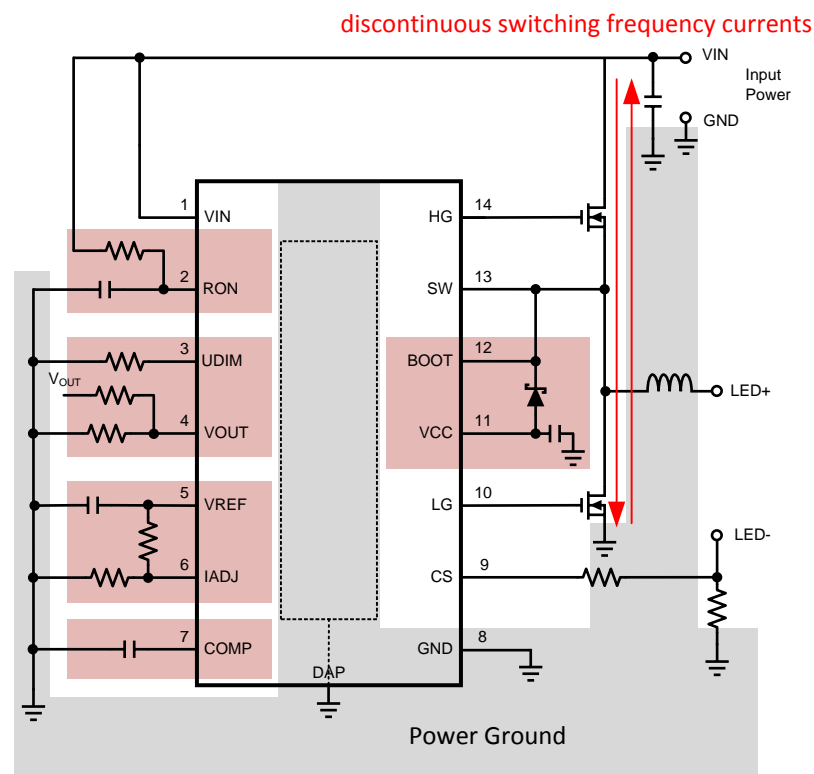 discontinuous switching frequency currents
VIN
Input
Power
GND
1 VIN
HG 14
2 RON
SW 13
3 UDIM
BOOT 12
VOUT
4 VOUT
VCC 11
5 VREF
LG 10
LED+
LED-
6 IADJ
CS 9
7 COMP
GND 8
DAP
Power Ground